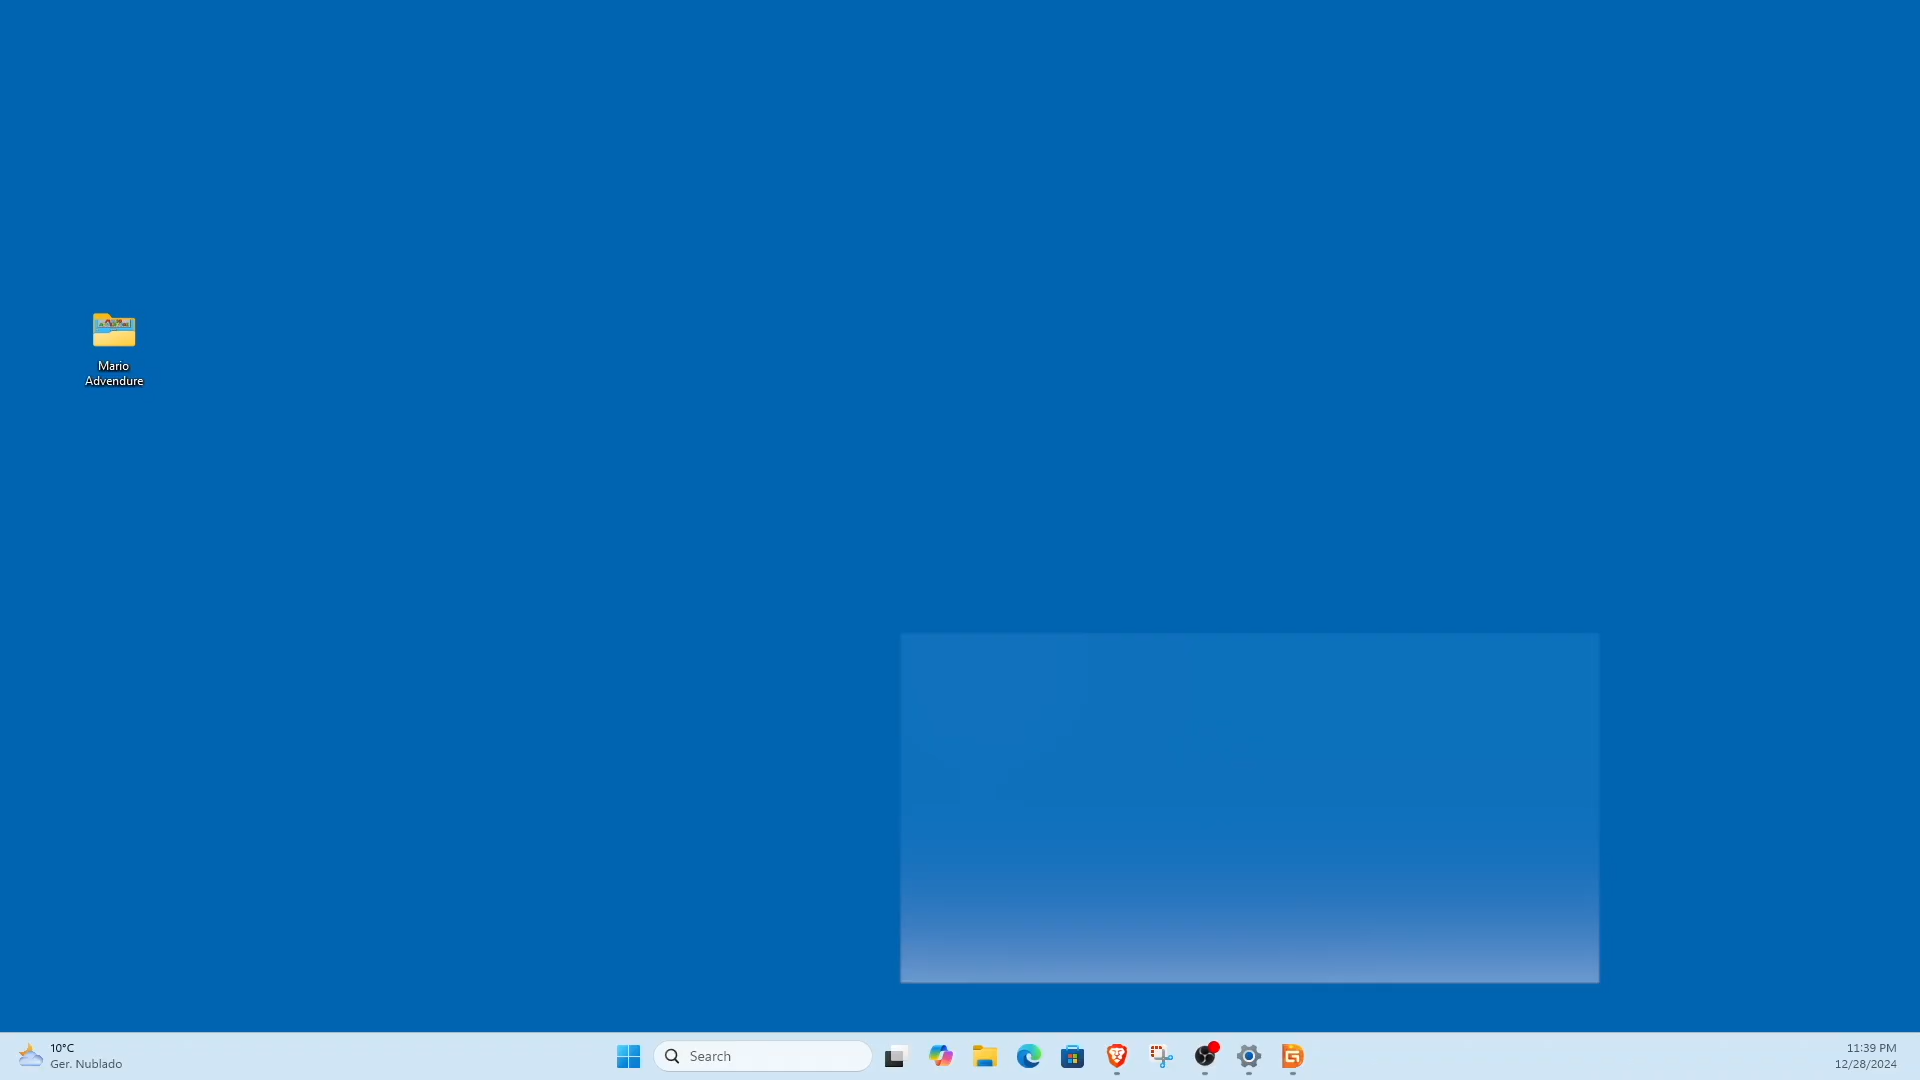 Mario
Advendure
10°C
Ger. Nublado
Search
11:39 PM
12/28/2024